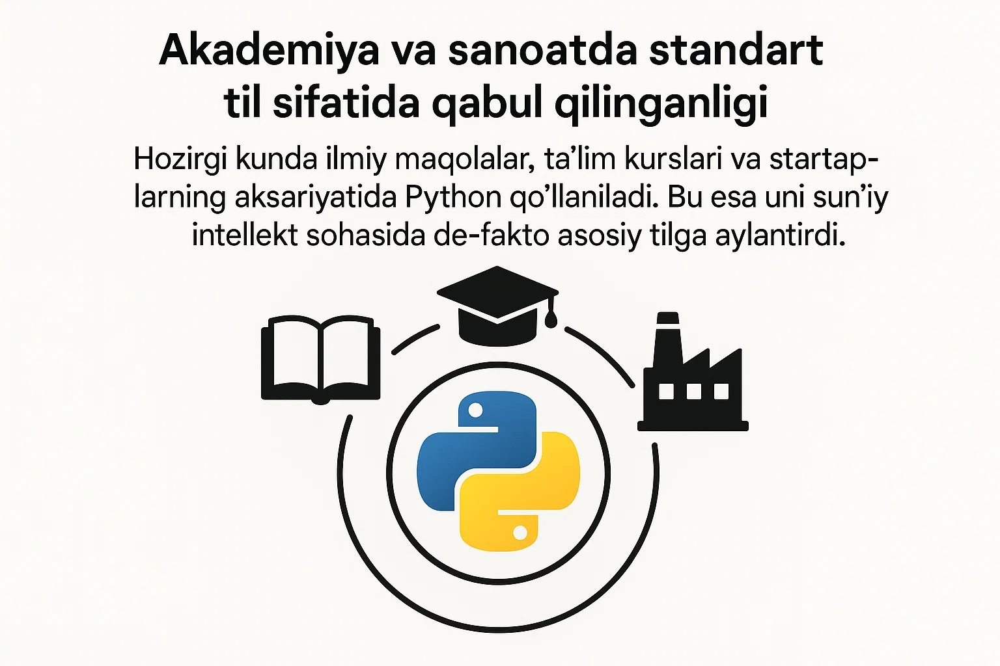 Akademiya va sanoatda standart
til sifatida qabul qilinganligi
Hozirgi kunda ilmiy maqolalar, ta’lim kurslari va startap-
larning aksariyatida Python qo’llaniladi. Bu esa uni sun’iy
intellekt sohasida de-fakto asosiy tilga aylantirdi.